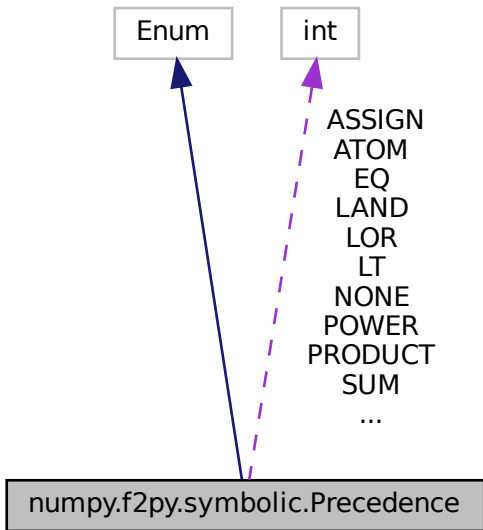 Enum
int
ASSIGN
ATOM
EQ
LAND
LOR
LT
NONE
POWER
PRODUCT
SUM
...
numpy.f2py.symbolic.Precedence